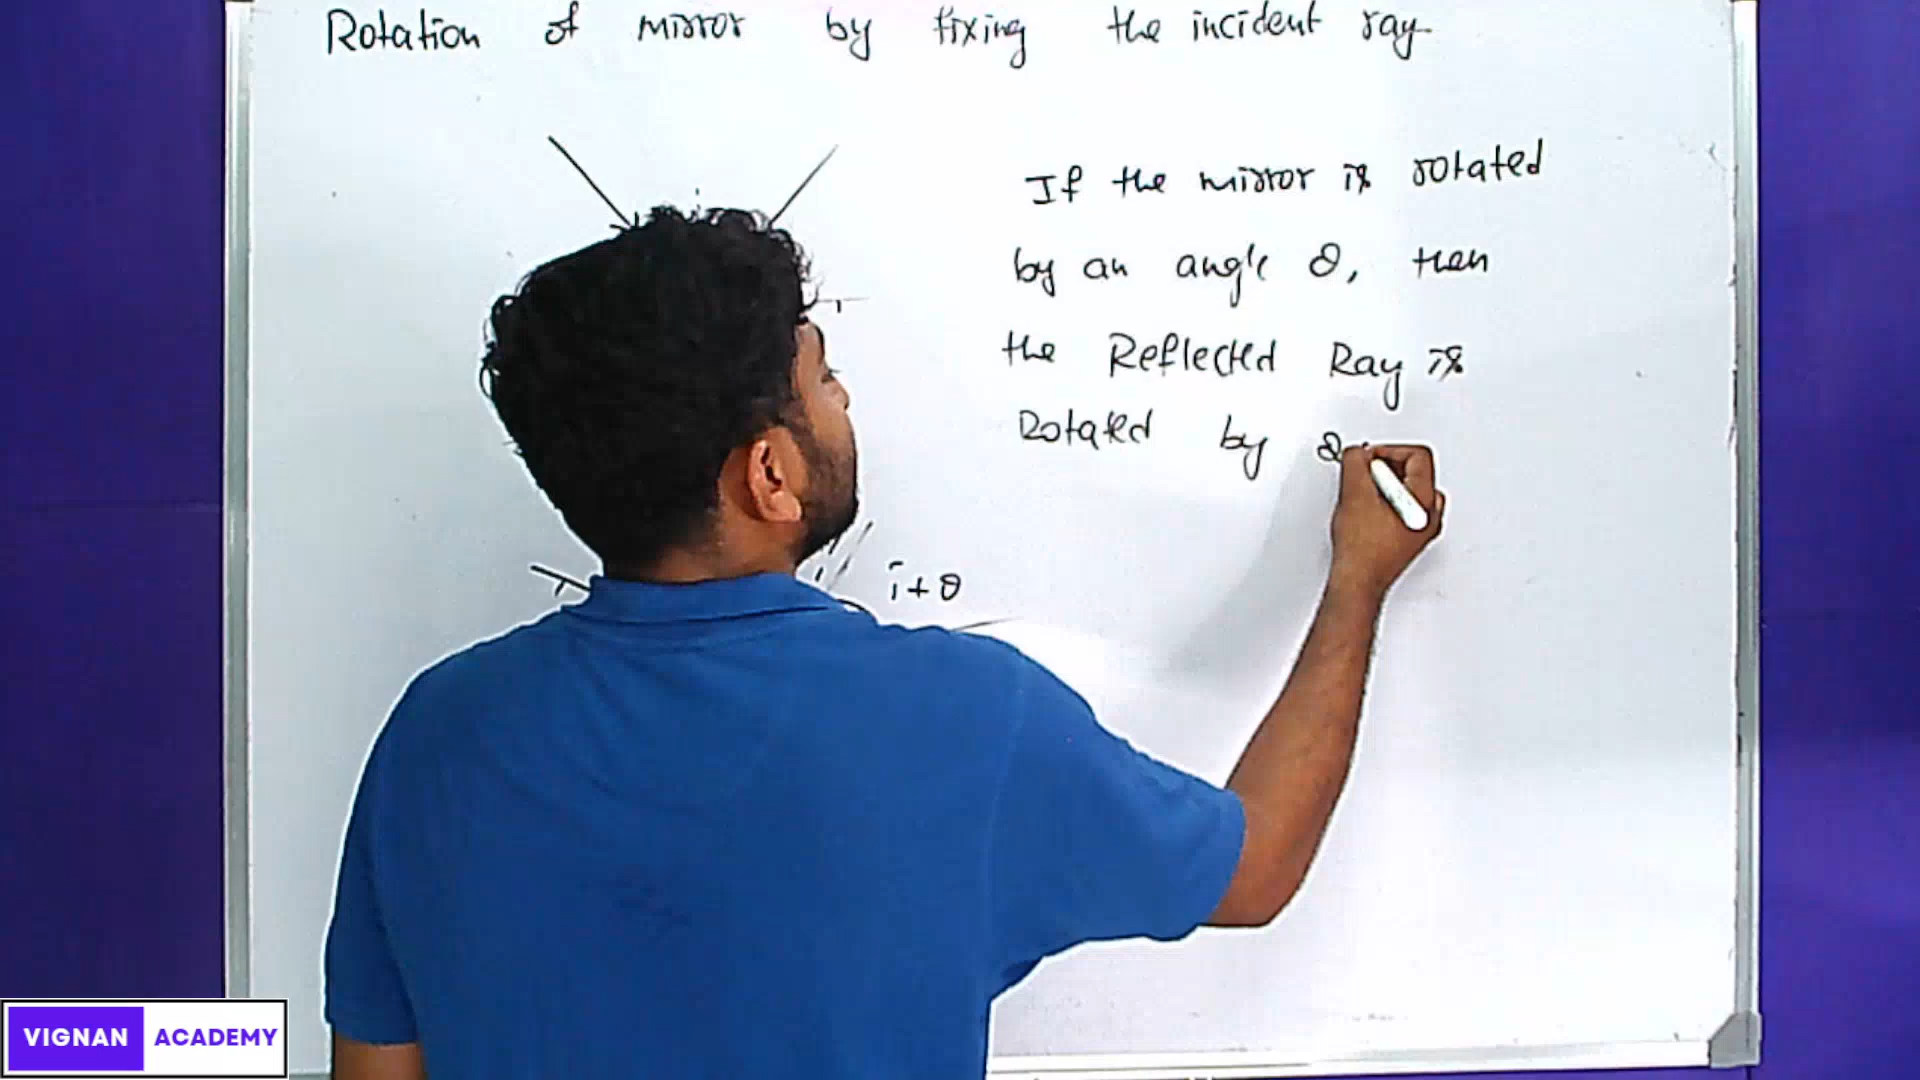 Rotation of mirror by fixing the incident ray
If the mirror is rotated
by an angle θ, then
the Reflected Ray is
Rotated by 2
i+θ
VIGNAN ACADEMY